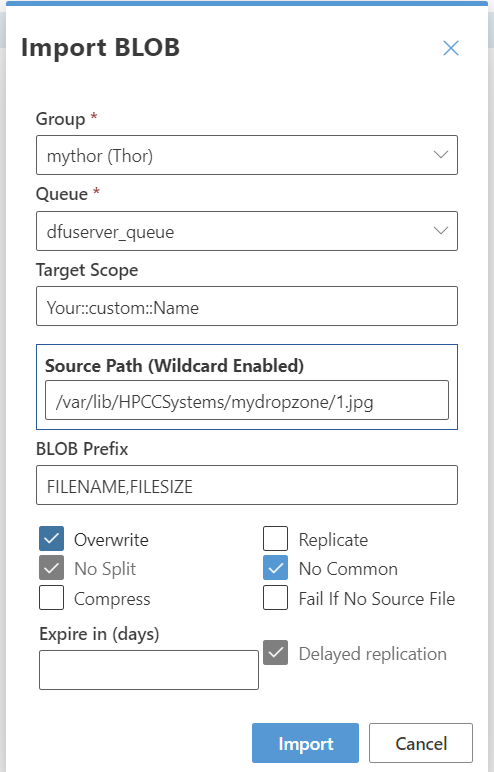 Import BLOB
Group *
mythor (Thor)
Queue *
dfuserver_queue
Target Scope
Your::custom::Name
Source Path (Wildcard Enabled)
/var/lib/HPCCSystems/mydropzone/1.jpg
BLOB Prefix
FILENAME,FILESIZE
Overwrite Replicate
No Split No Common
Compress Fail If No Source File
Expire in (days)
Delayed replication
Import Cancel